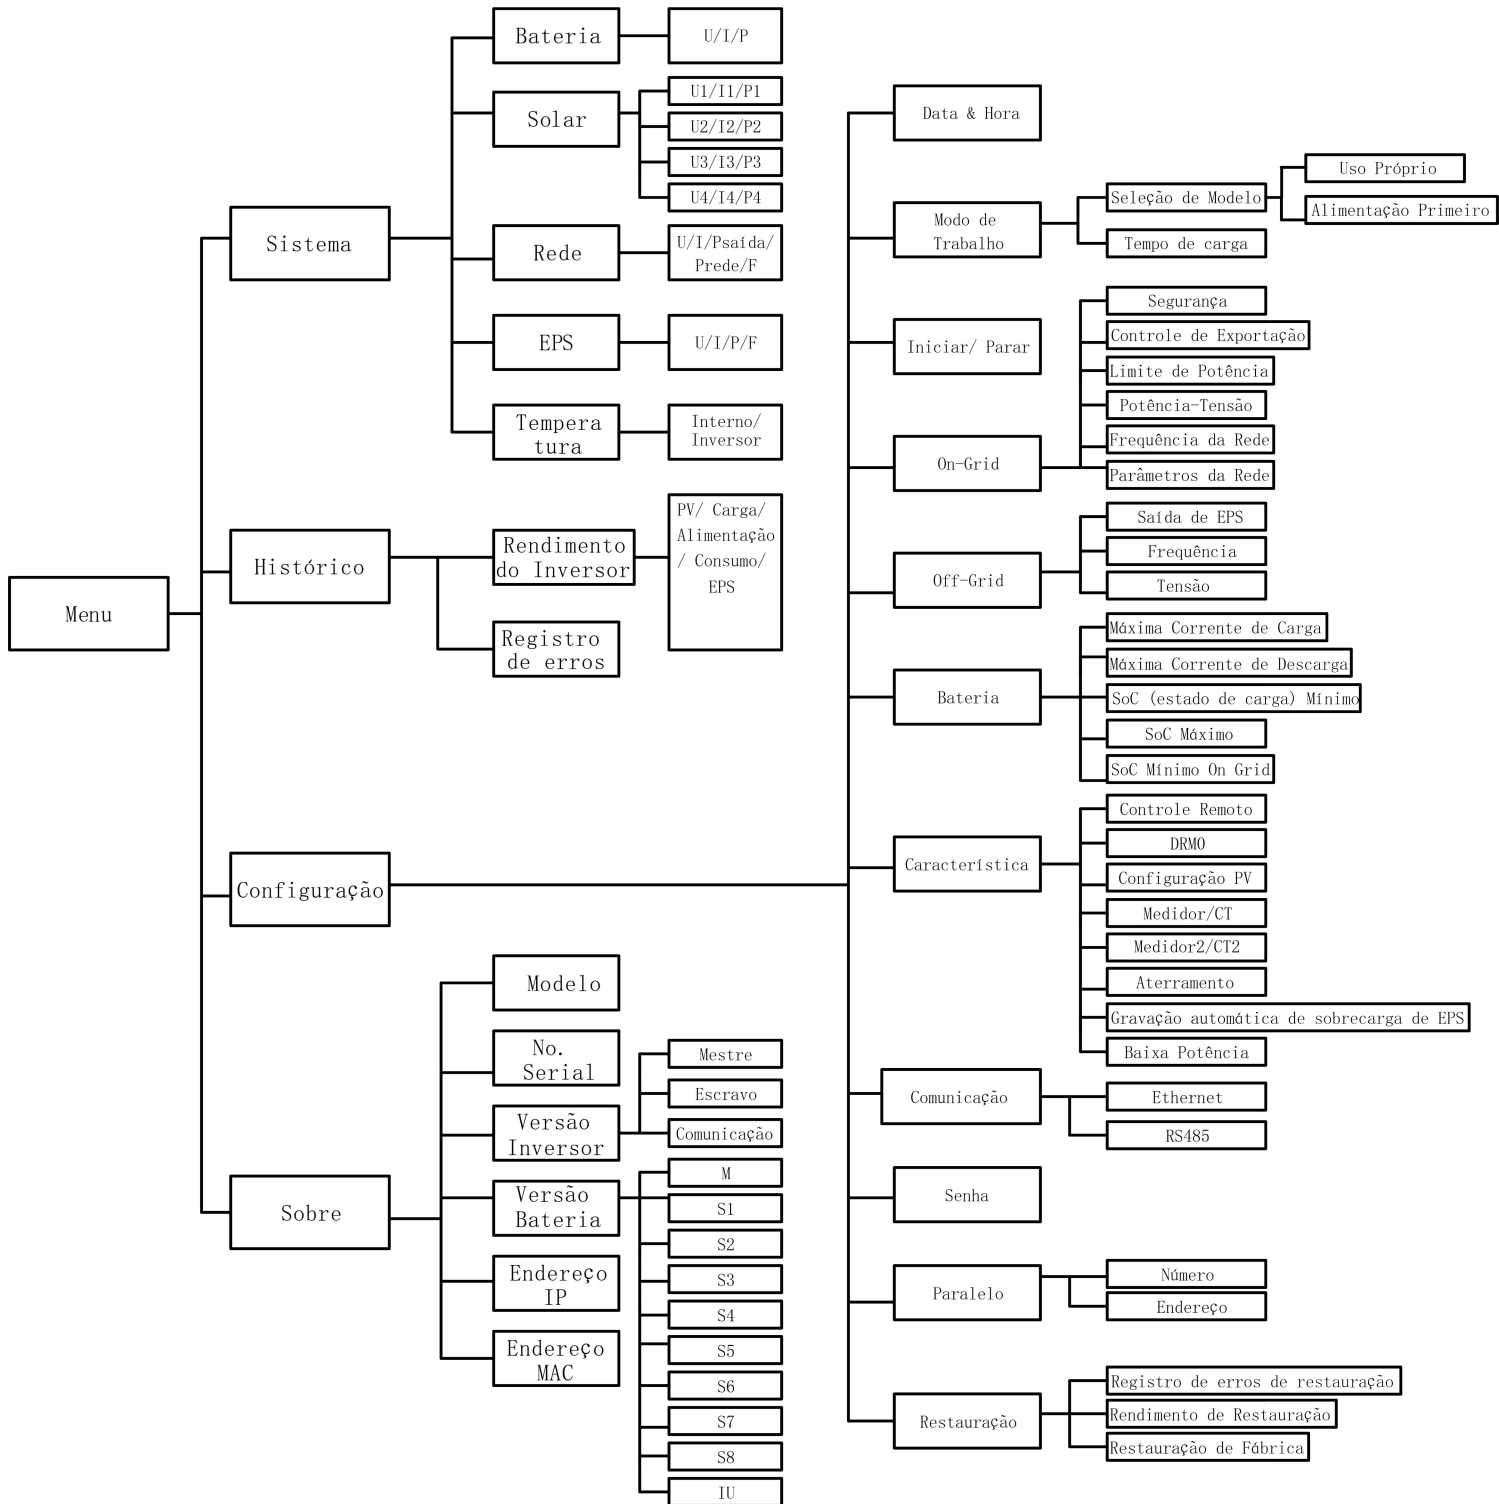 Menu
Sistema
Bateria
U/I/P
Solar
U1/I1/P1
U2/I2/P2
U3/I3/P3
U4/I4/P4
Rede
U/I/Psaída/
Prede/F
EPS
U/I/P/F
Tempera
tura
Interno/
Inversor
Histórico
Rendimento
do Inversor
PV/ Carga/
Alimentação
/ Consumo/
EPS
Registro
de erros
Configuração
Data & Hora
Modo de
Trabalho
Seleção de Modelo
Uso Próprio
Alimentação Primeiro
Tempo de carga
Iniciar/ Parar
On-Grid
Segurança
Controle de Exportação
Limite de Potência
Potência-Tensão
Frequência da Rede
Parâmetros da Rede
Off-Grid
Saída de EPS
Frequência
Tensão
Bateria
Máxima Corrente de Carga
Máxima Corrente de Descarga
SoC (estado de carga) Mínimo
SoC Máximo
SoC Mínimo On Grid
Característica
Controle Remoto
DRM0
Configuração PV
Medidor/CT
Medidor2/CT2
Aterramento
Gravação automática de sobrecarga de EPS
Baixa Potência
Comunicação
Ethernet
RS485
Senha
Paralelo
Número
Endereço
Restauração
Registro de erros de restauração
Rendimento de Restauração
Restauração de Fábrica
Sobre
Modelo
No.
Serial
Versão
Inversor
Mestre
Escravo
Comunicação
Versão
Bateria
M
S1
S2
S3
S4
S5
S6
S7
S8
IU
Endereço
IP
Endereço
MAC